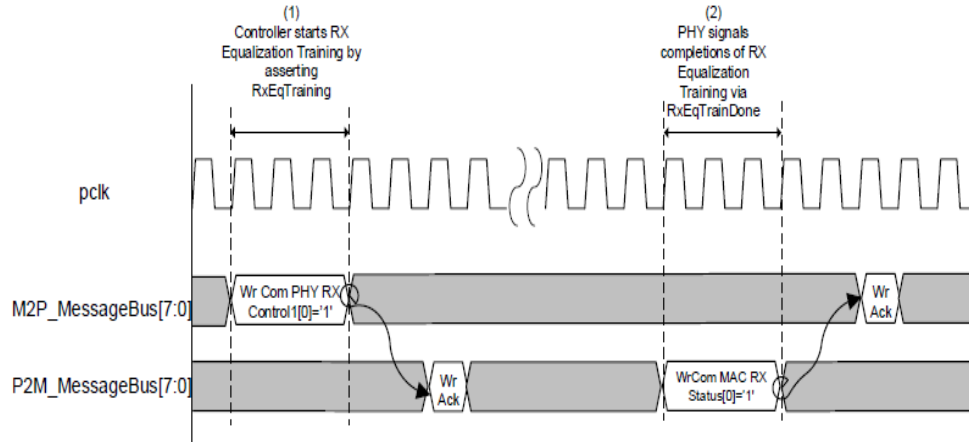 (1)
Controller starts RX
Equalization Training by
asserting
RxEqTraining
(2)
PHY signals
completions of RX
Equalization
Training via
RxEqTrainDone
pclk
M2P_MessageBus[7:0]
Wr Com PHY RX
Control1[0]='1'
Wr
Ack
P2M_MessageBus[7:0]
Wr
Ack
WrCom MAC RX
Status[0]='1'